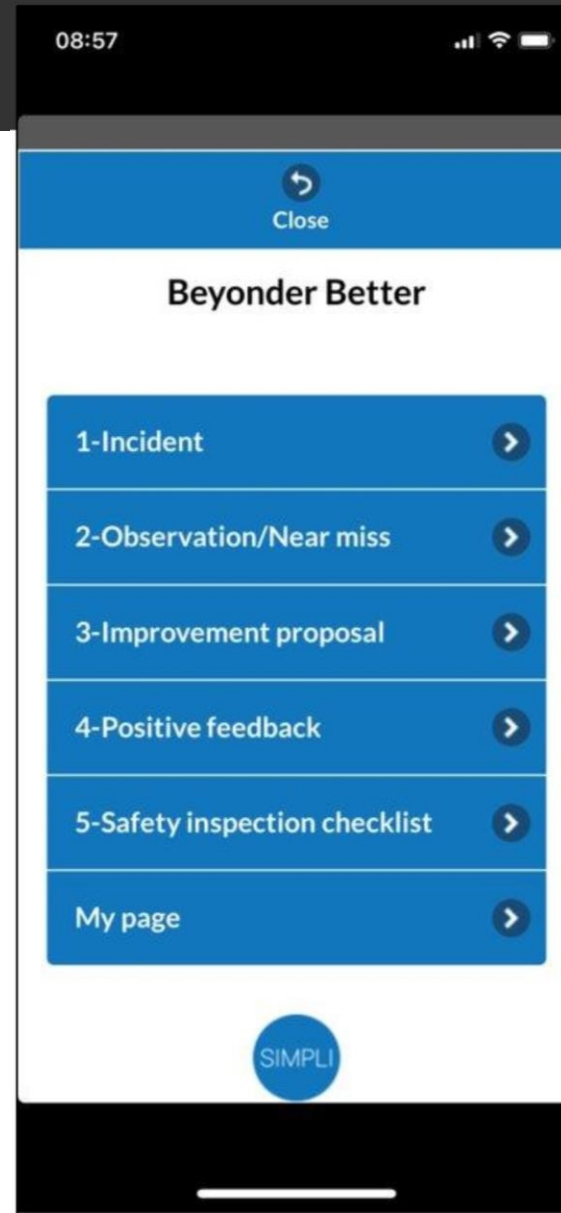 08:57
Close
Beyonder Better
1-Incident
2-Observation/Near miss
3-Improvement proposal
4-Positive feedback
5-Safety inspection checklist
My page
SIMPLI